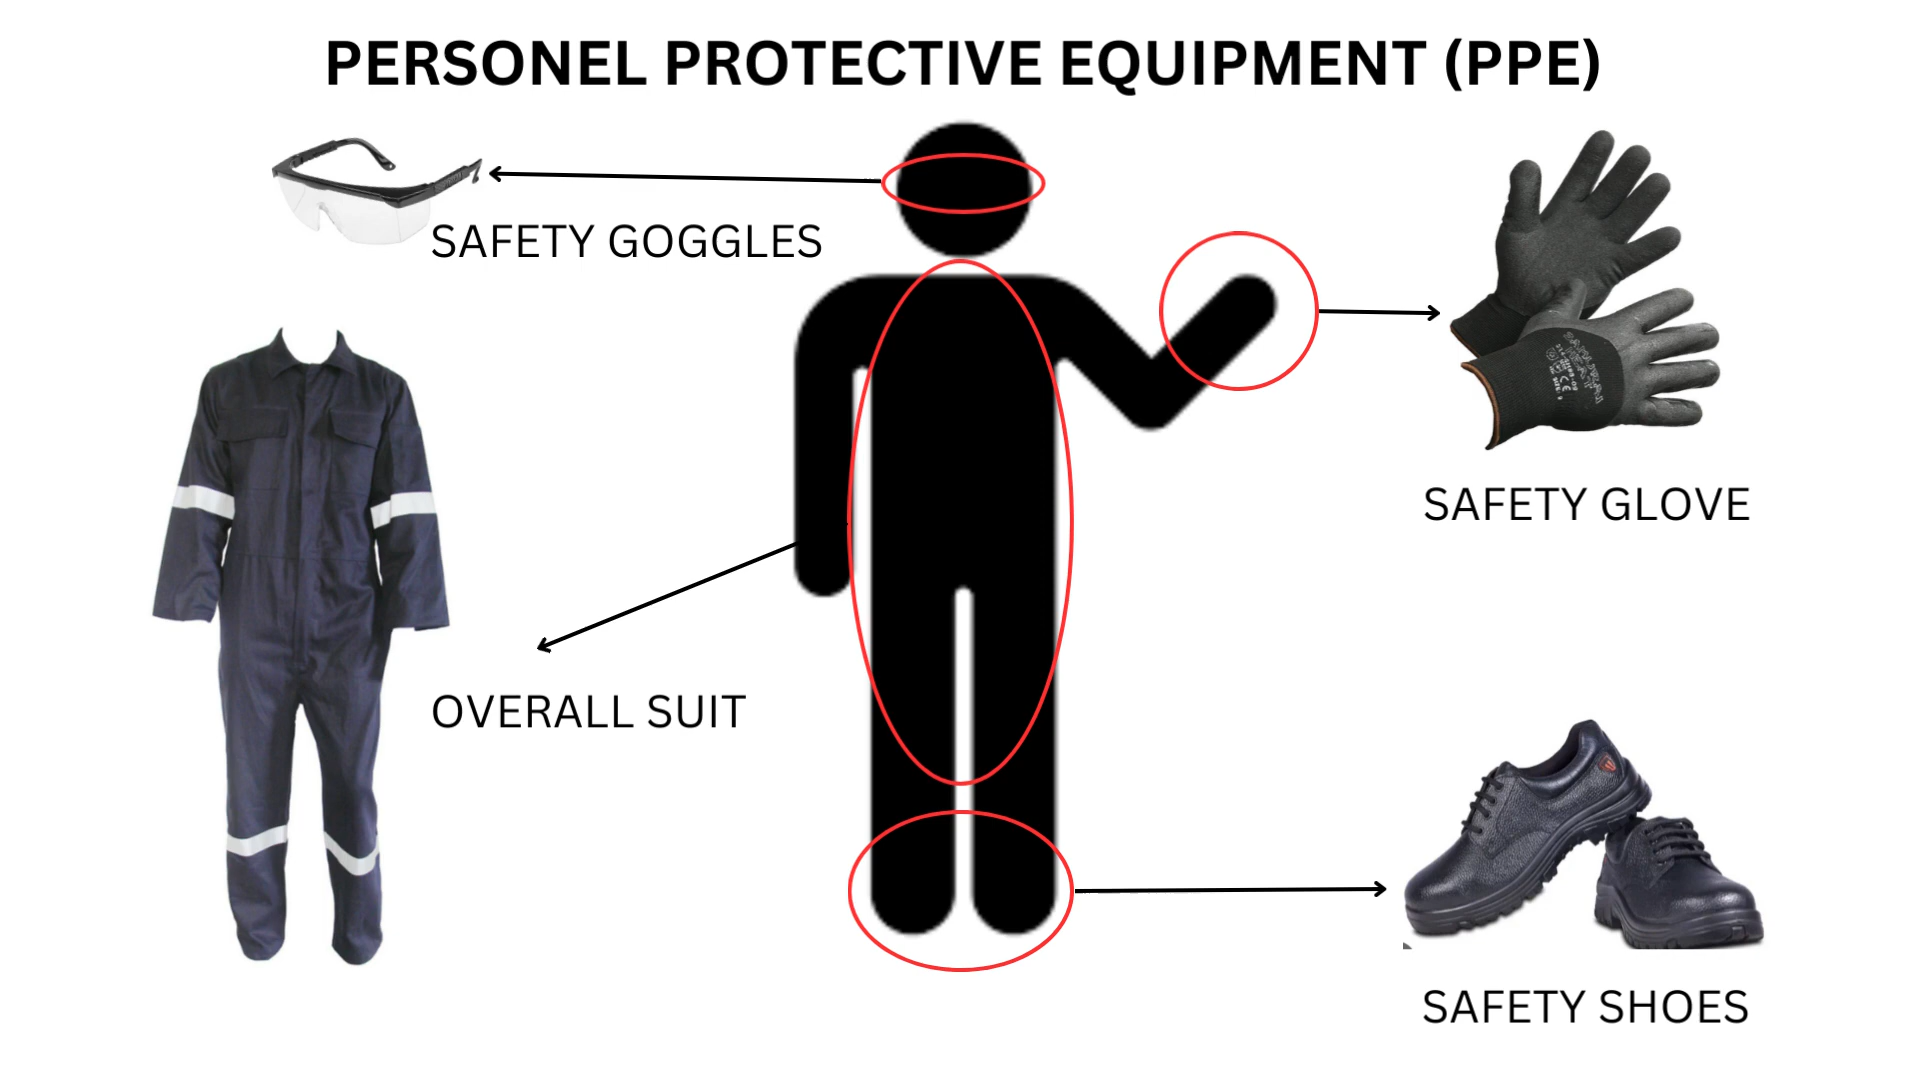 PERSONEL PROTECTIVE EQUIPMENT (PPE)
SAFETY GOGGLES
SAFETY GLOVE
OVERALL SUIT
SAFETY SHOES